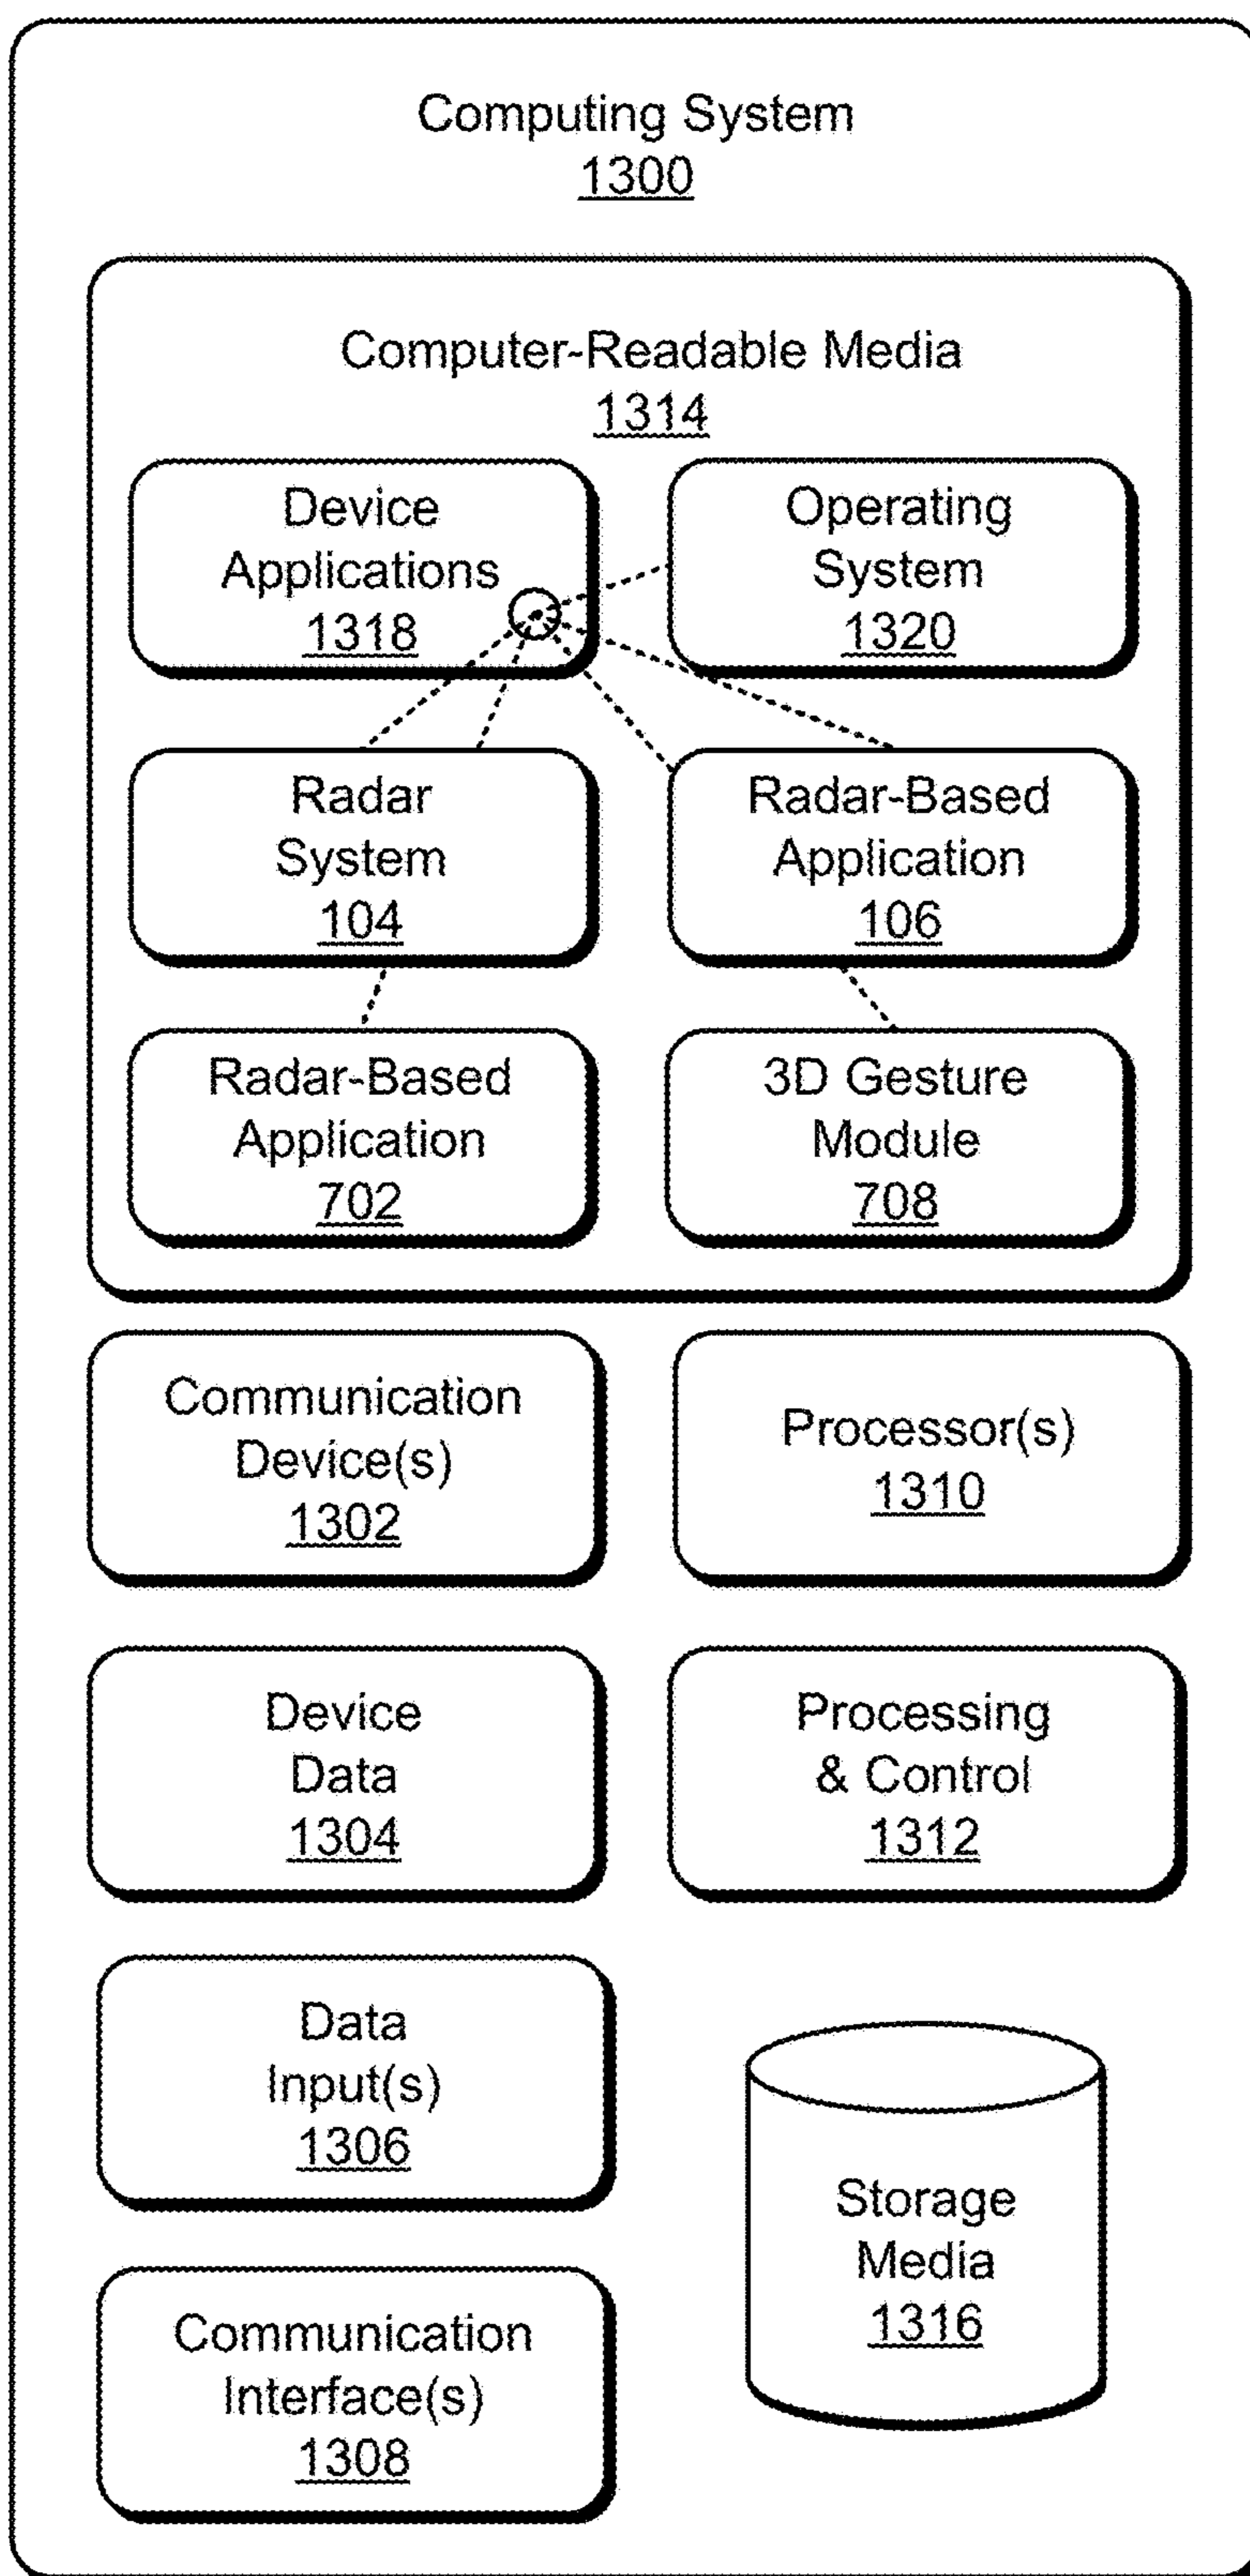 Computing System
1300
Computer-Readable Media
1314
Device
Applications
1318
Operating
System
1320
Radar
System
104
Radar-Based
Application
106
Radar-Based
Application
702
3D Gesture
Module
708
Communication
Device(s)
1302
Processor(s)
1310
Device
Data
1304
Processing
& Control
1312
Data
Input(s)
1306
Storage
Media
1316
Communication
Interface(s)
1308